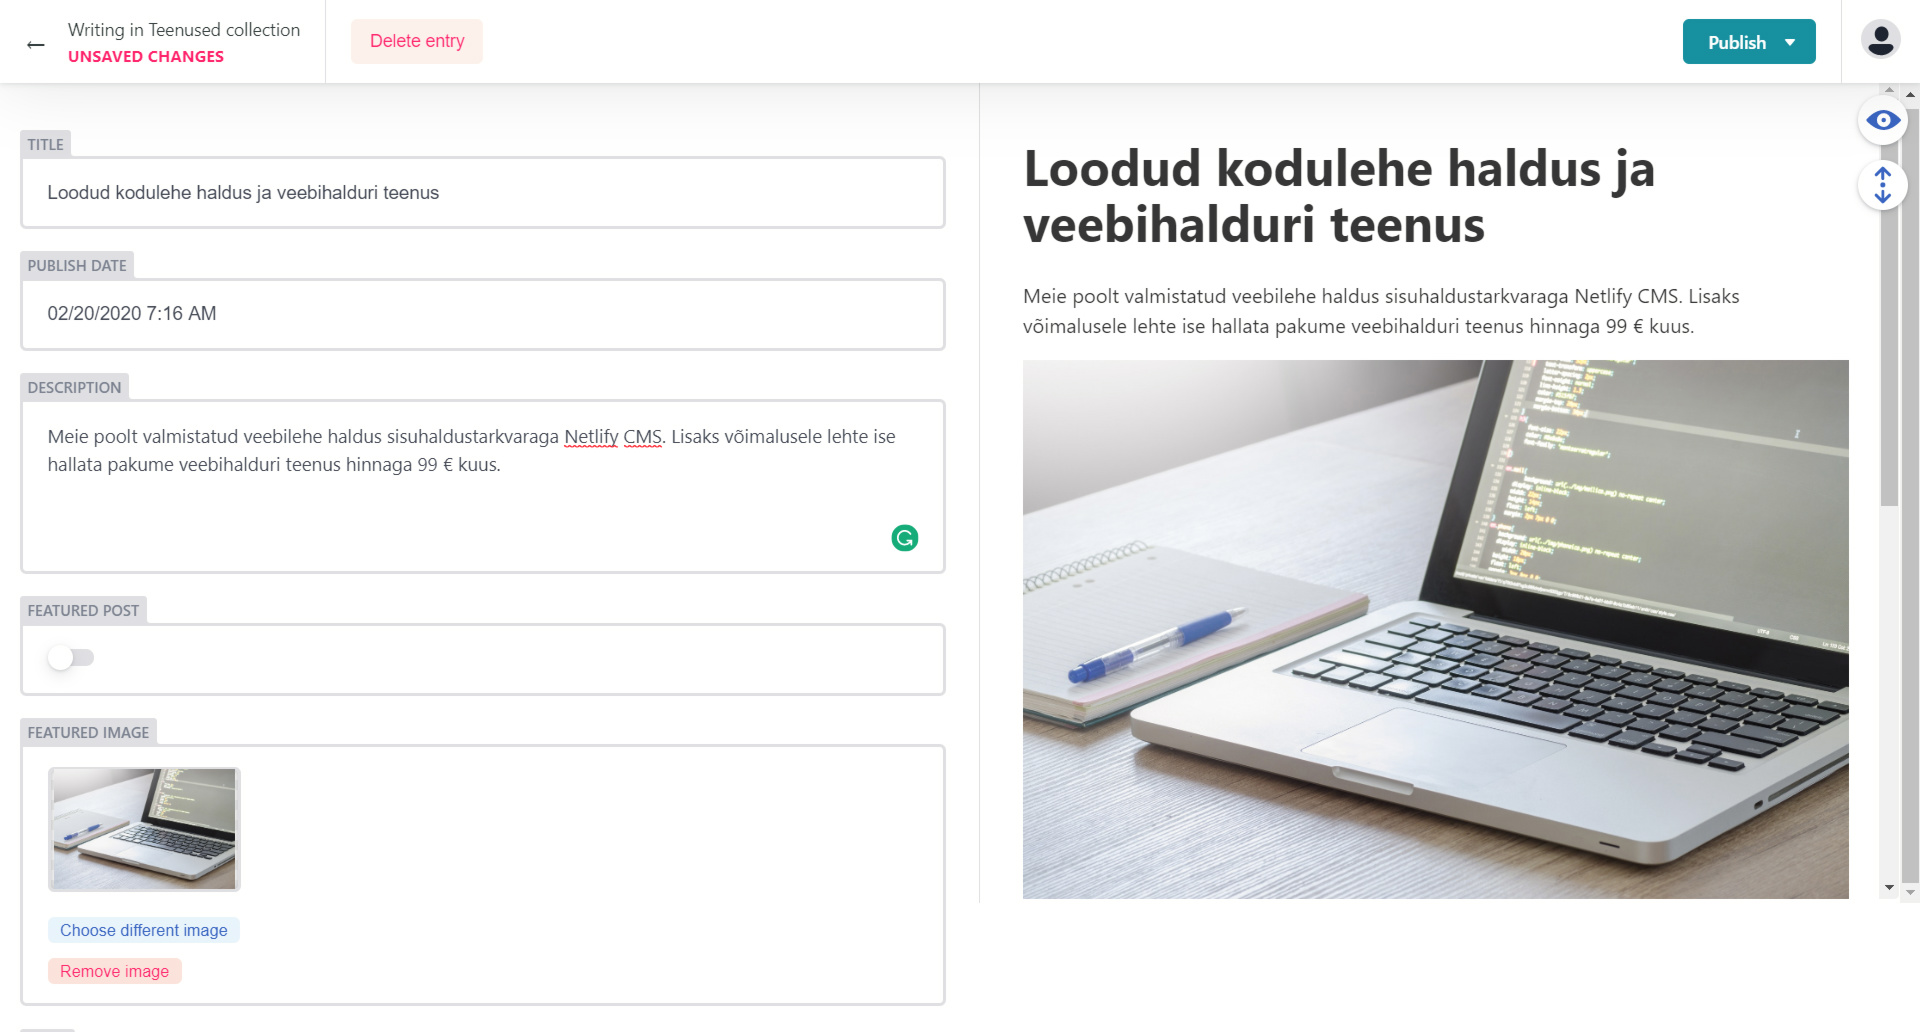 Writing in Teenused collection
UNSAVED CHANGES
Delete entry
Publish
TITLE
Loodud kodulehe haldus ja veebihalduri teenus
PUBLISH DATE
02/20/2020 7:16 AM
DESCRIPTION
Meie poolt valmistatud veebilehe haldus sisuhaldustarkvaraga Netlify CMS. Lisaks võimalusele lehte ise
hallata pakume veebihalduri teenus hinnaga 99 € kuus.
FEATURED POST
FEATURED IMAGE
Choose different image
Remove image
Loodud kodulehe haldus ja
veebihalduri teenus
Meie poolt valmistatud veebilehe haldus sisuhaldustarkvaraga Netlify CMS. Lisaks
võimalusele lehte ise hallata pakume veebihalduri teenus hinnaga 99 € kuus.